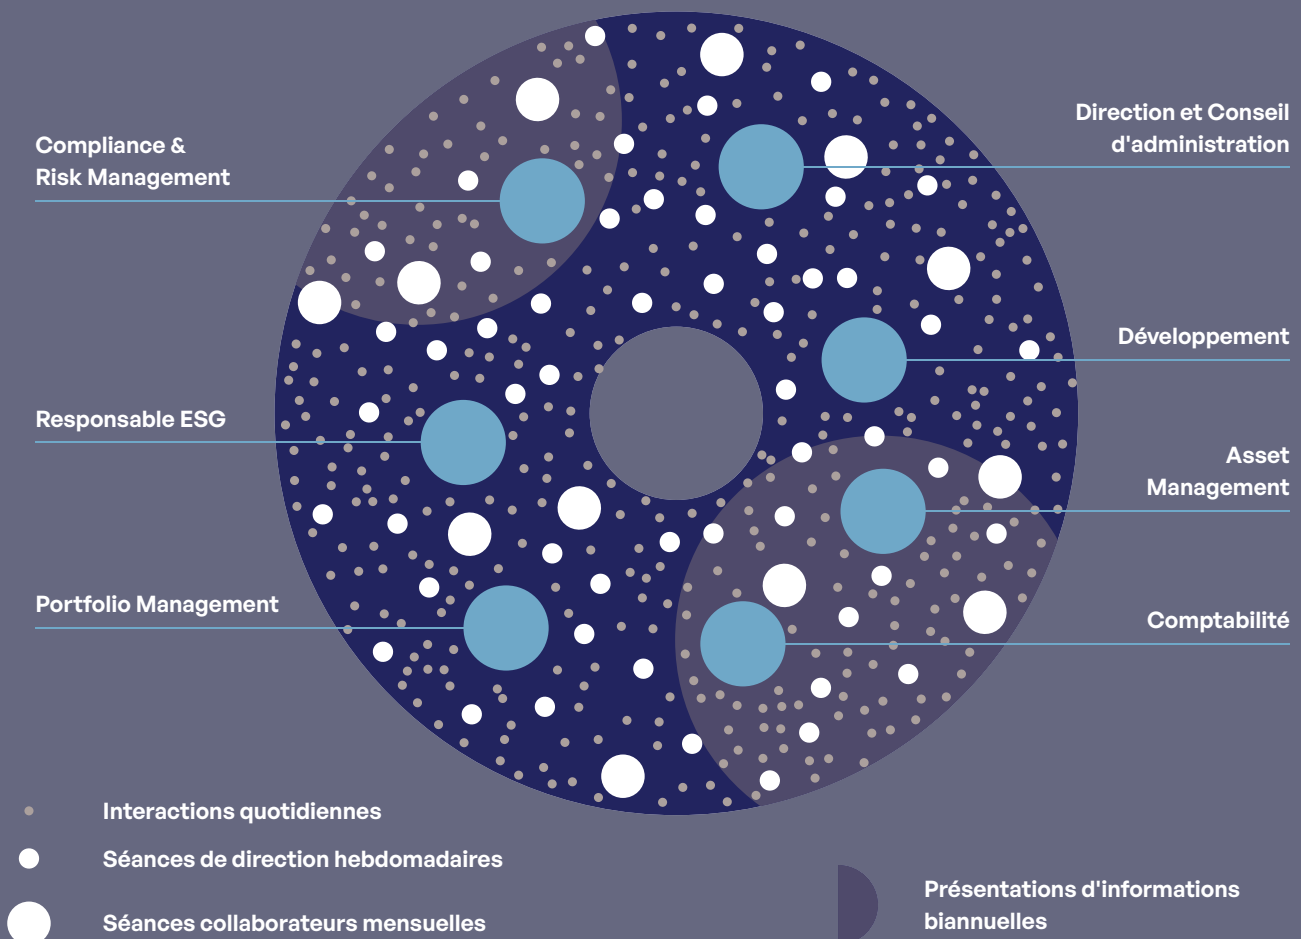 Compliance &
Risk Management
Responsable ESG
Portfolio Management
Direction et Conseil
d'administration
Développement
Asset
Management
Comptabilité
Interactions quotidiennes
Séances de direction hebdomadaires
Séances collaborateurs mensuelles
Présentations d'informations
biannuelles